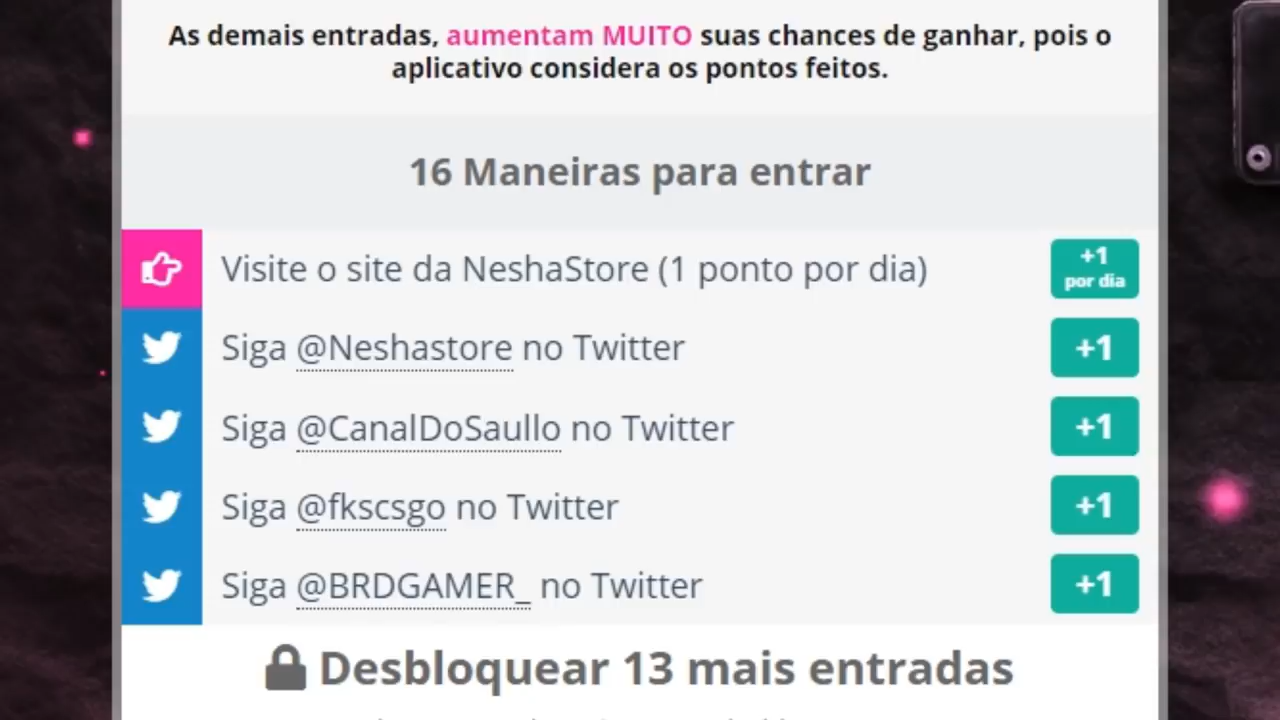 As demais entradas, aumentam MUITO suas chances de ganhar, pois o
aplicativo considera os pontos feitos.
16 Maneiras para entrar
Visite o site da NeshaStore (1 ponto por dia)
+1
por dia
Siga @Neshastore no Twitter
+1
Siga @CanalDoSaullo no Twitter
+1
Siga @fkscsgo no Twitter
+1
Siga @BRDGAMER_ no Twitter
+1
Desbloquear 13 mais entradas